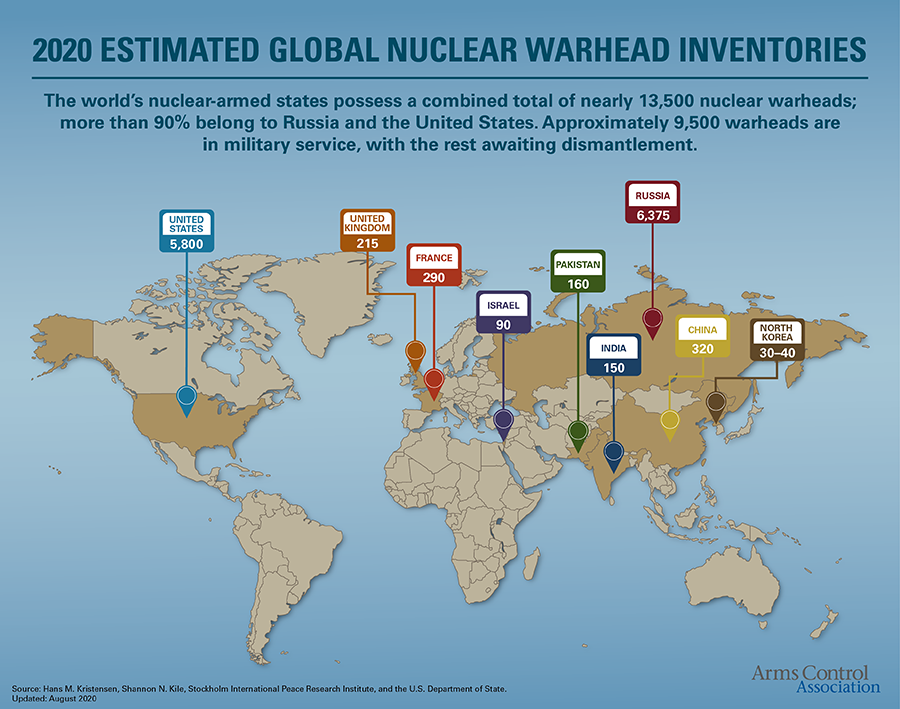 2020 ESTIMATED GLOBAL NUCLEAR WARHEAD INVENTORIES
The world's nuclear-armed states possess a combined total of nearly 13,500 nuclear warheads;
more than 90% belong to Russia and the United States. Approximately 9,500 warheads are
in military service, with the rest awaiting dismantlement.
RUSSIA
6,375
UNITED
STATES
5,800
UNITED
KINGDOM
215
FRANCE
290
PAKISTAN
160
ISRAEL
90
INDIA
150
CHINA
320
NORTH
KOREA
30–40
Arms Control
Association
Source: Hans M. Kristensen, Shannon N. Kile, Stockholm International Peace Research Institute, and the U.S. Department of State.
Updated: August 2020